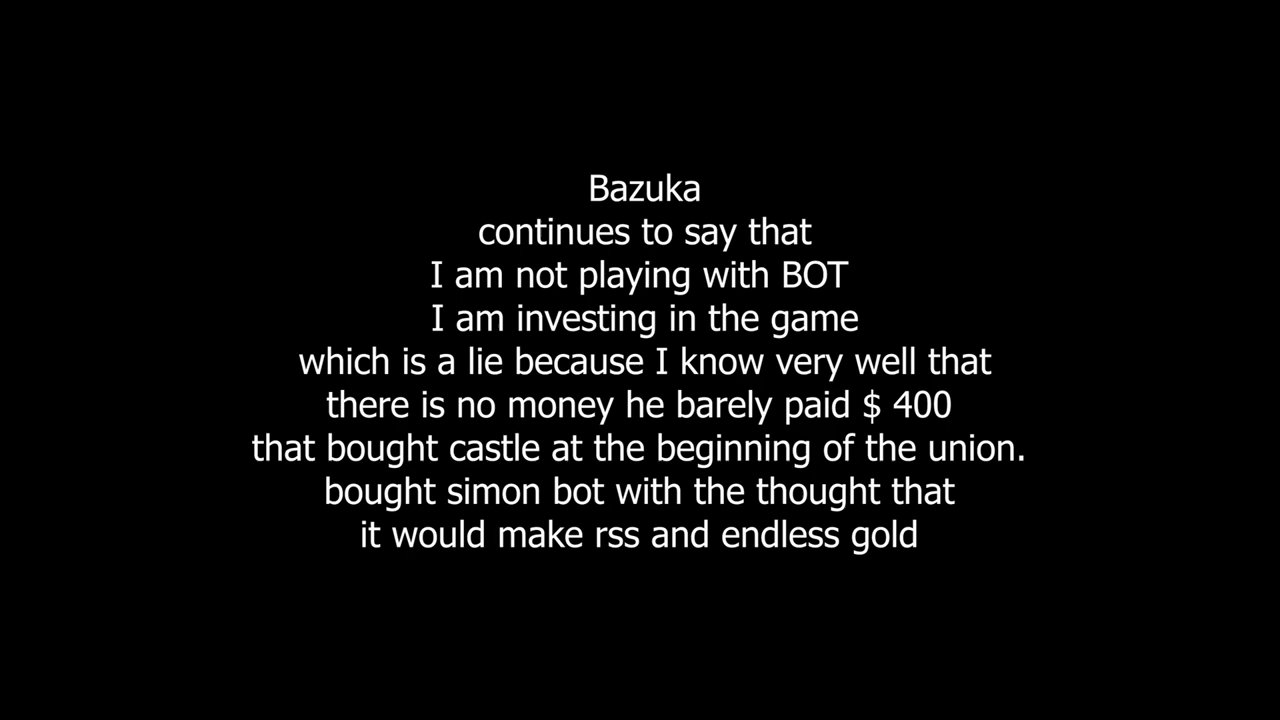 Bazuka
continues to say that
I am not playing with BOT
I am investing in the game
which is a lie because I know very well that
there is no money he barely paid $ 400
that bought castle at the beginning of the union.
bought simon bot with the thought that
it would make rss and endless gold